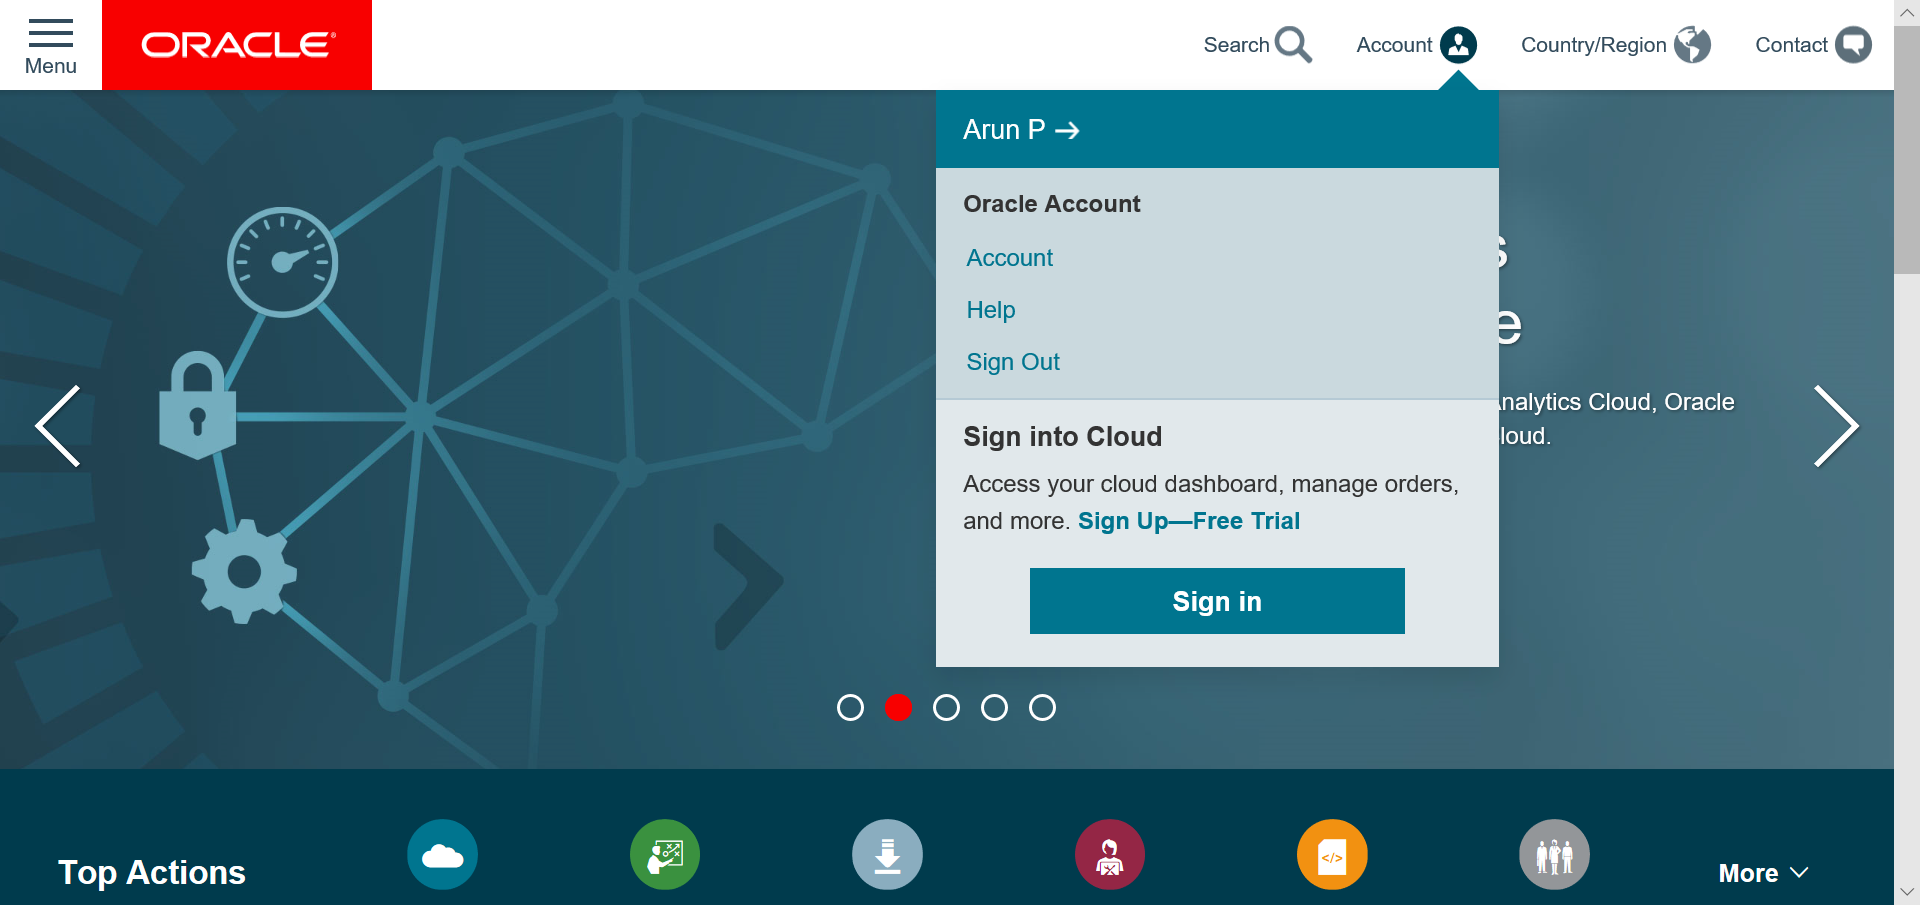 Menu
ORACLE®
Search
Account
Country/Region
Contact
Arun P
Oracle Account
Account
Help
Sign Out
Sign into Cloud
Access your cloud dashboard, manage orders,
and more. Sign Up—Free Trial
Sign in
s
e
nalytics Cloud, Oracle
loud.
Top Actions
</>
More